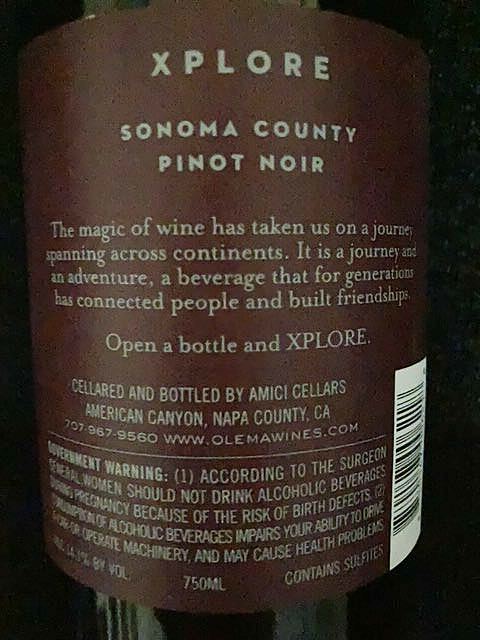 XPLORE
SONOMA COUNTY
PINOT NOIR
The magic of wine has taken us on a journey
spanning across continents. It is a journey and
an adventure, a beverage that for generations
has connected people and built friendships.
Open a bottle and XPLORE.
CELLARED AND BOTTLED BY AMICI CELLARS
AMERICAN CANYON, NAPA COUNTY, CA
707-967-9560 WWW.OLEMAWINES.COM
GOVERNMENT WARNING: (1) ACCORDING TO THE SURGEON
GENERAL, WOMEN SHOULD NOT DRINK ALCOHOLIC BEVERAGES
DURING PREGNANCY BECAUSE OF THE RISK OF BIRTH DEFECTS. (2)
CONSUMPTION OF ALCOHOLIC BEVERAGES IMPAIRS YOUR ABILITY TO DRIVE
A CAR OR OPERATE MACHINERY, AND MAY CAUSE HEALTH PROBLEMS.
ALC. 14.1% BY VOL. 750ML CONTAINS SULFITES